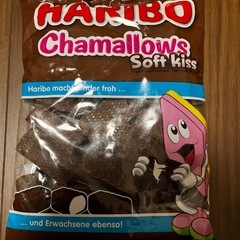 HARIBO
Chamallows
Soft kiss
Haribo macht Kinder froh ...
... und Erwachsene ebenso!